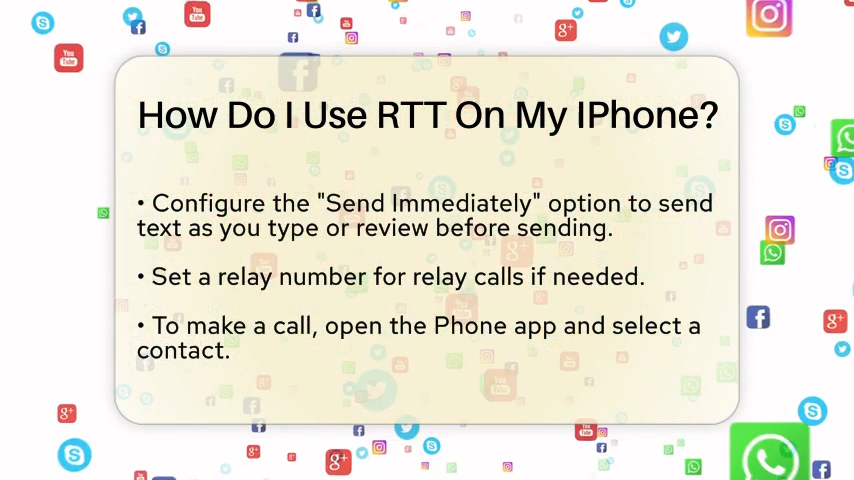 How Do I Use RTT On My IPhone?
• Configure the "Send Immediately" option to send
text as you type or review before sending.
• Set a relay number for relay calls if needed.
• To make a call, open the Phone app and select a
contact.